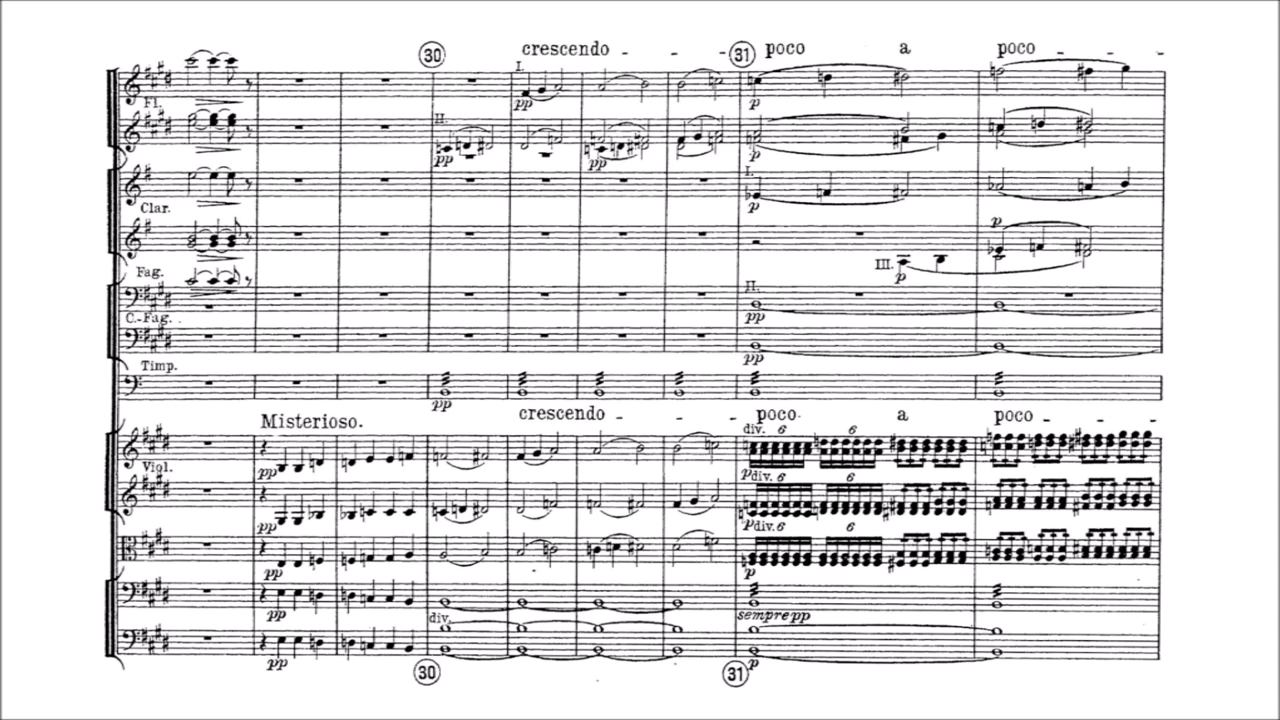 30 crescendo - - - 31 poco a poco - - -
I.
Fl. pp p
II.
pp pp p
I.
p
Clar.
p
III.
p
Fag.
II.
pp
C.-Fag.
pp
Timp.
pp
Misterioso. crescendo - - - poco a poco - - -
div. 6 6
Viol. pp p
div. 6 6
pp p
div. 6 6
pp p
pp sempre pp
div.
pp p
30 31